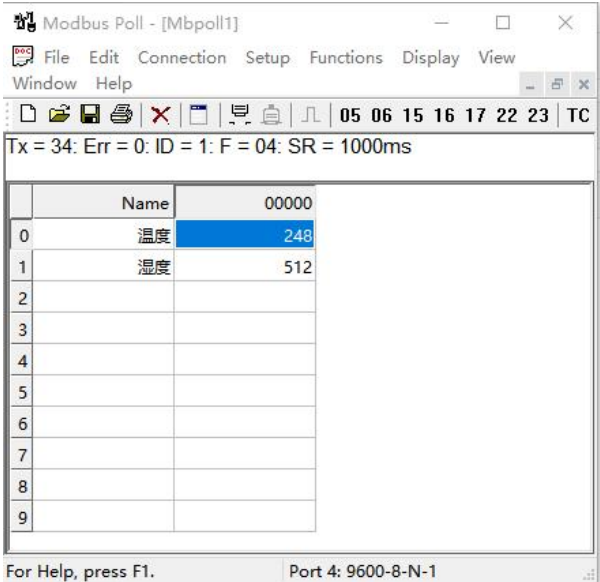 Modbus Poll - [Mbpoll1]
File Edit Connection Setup Functions Display View
Window Help
05 06 15 16 17 22 23 TC
Tx = 34: Err = 0: ID = 1: F = 04: SR = 1000ms
Name 00000
0 温度 248
1 湿度 512
2
3
4
5
6
7
8
9
For Help, press F1. Port 4: 9600-8-N-1